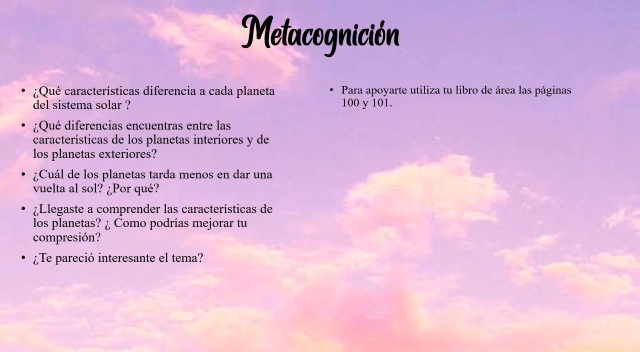 Metacognición
• ¿Qué características diferencia a cada planeta
del sistema solar ?
• ¿Qué diferencias encuentras entre las
características de los planetas interiores y de
los planetas exteriores?
• ¿Cuál de los planetas tarda menos en dar una
vuelta al sol? ¿Por qué?
• ¿Llegaste a comprender las características de
los planetas? ¿ Como podrías mejorar tu
compresión?
• ¿Te pareció interesante el tema?
• Para apoyarte utiliza tu libro de área las páginas
100 y 101.